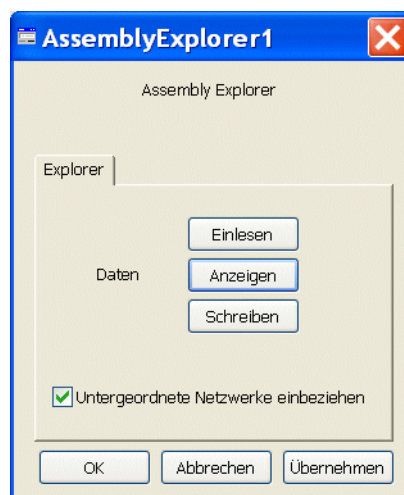 AssemblyExplorer1
Assembly Explorer
Explorer
Einlesen
Daten
Anzeigen
Schreiben
Untergeordnete Netzwerke einbeziehen
OK
Abbrechen
Übernehmen